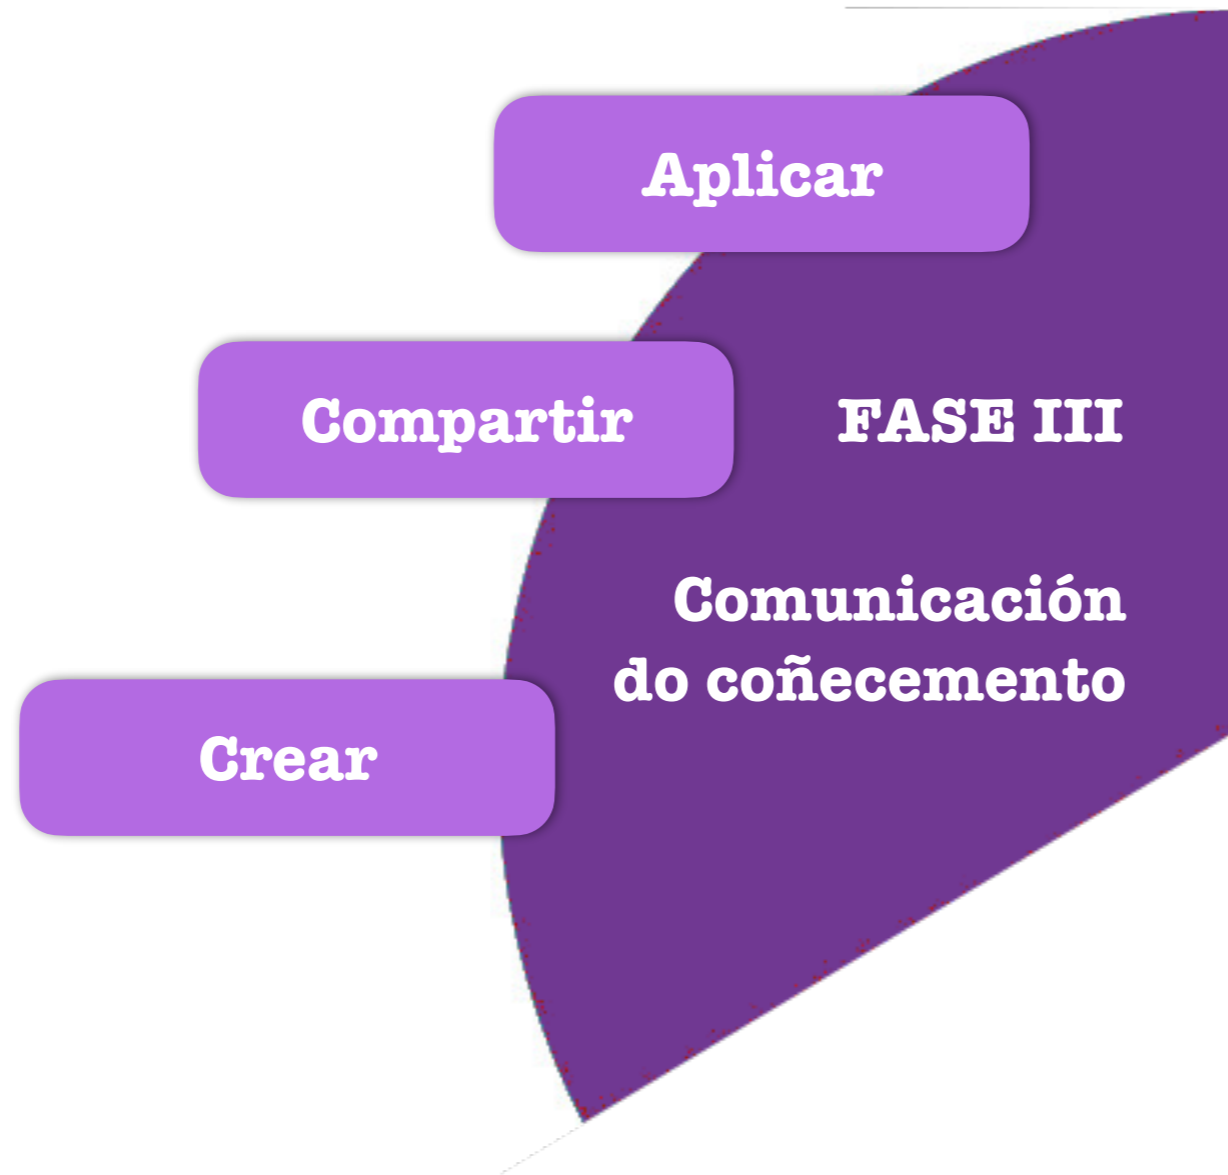 Aplicar
Compartir
FASE III
Comunicación
do coñecemento
Crear